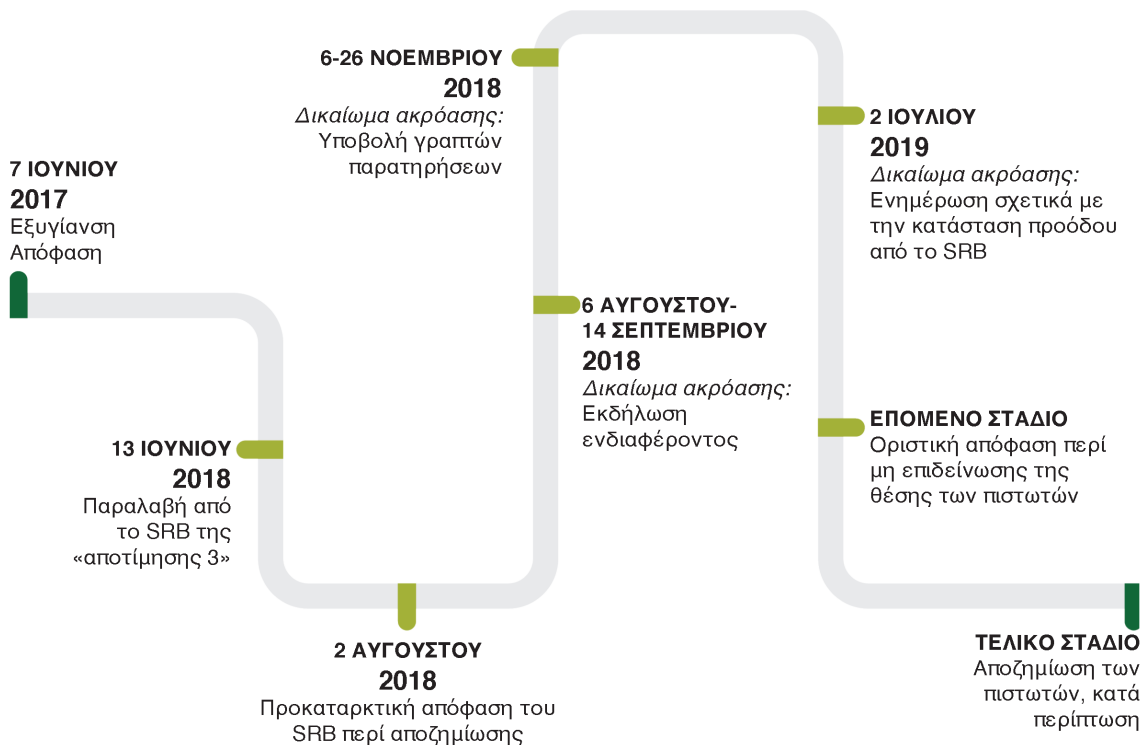 7 ΙΟΥΝΙΟΥ
2017
Εξυγίανση
Απόφαση
13 ΙΟΥΝΙΟΥ
2018
Παραλαβή από
το SRB της
«αποτίμησης 3»
2 ΑΥΓΟΥΣΤΟΥ
2018
Προκαταρκτική απόφαση του
SRB περί αποζημίωσης
6 ΑΥΓΟΥΣΤΟΥ-
14 ΣΕΠΤΕΜΒΡΙΟΥ
2018
Δικαίωμα ακρόασης:
Εκδήλωση
ενδιαφέροντος
6-26 ΝΟΕΜΒΡΙΟΥ
2018
Δικαίωμα ακρόασης:
Υποβολή γραπτών
παρατηρήσεων
2 ΙΟΥΛΙΟΥ
2019
Δικαίωμα ακρόασης:
Ενημέρωση σχετικά με
την κατάσταση προόδου
από το SRB
ΕΠΟΜΕΝΟ ΣΤΑΔΙΟ
Οριστική απόφαση περί
μη επιδείνωσης της
θέσης των πιστωτών
ΤΕΛΙΚΟ ΣΤΑΔΙΟ
Αποζημίωση των
πιστωτών, κατά
περίπτωση